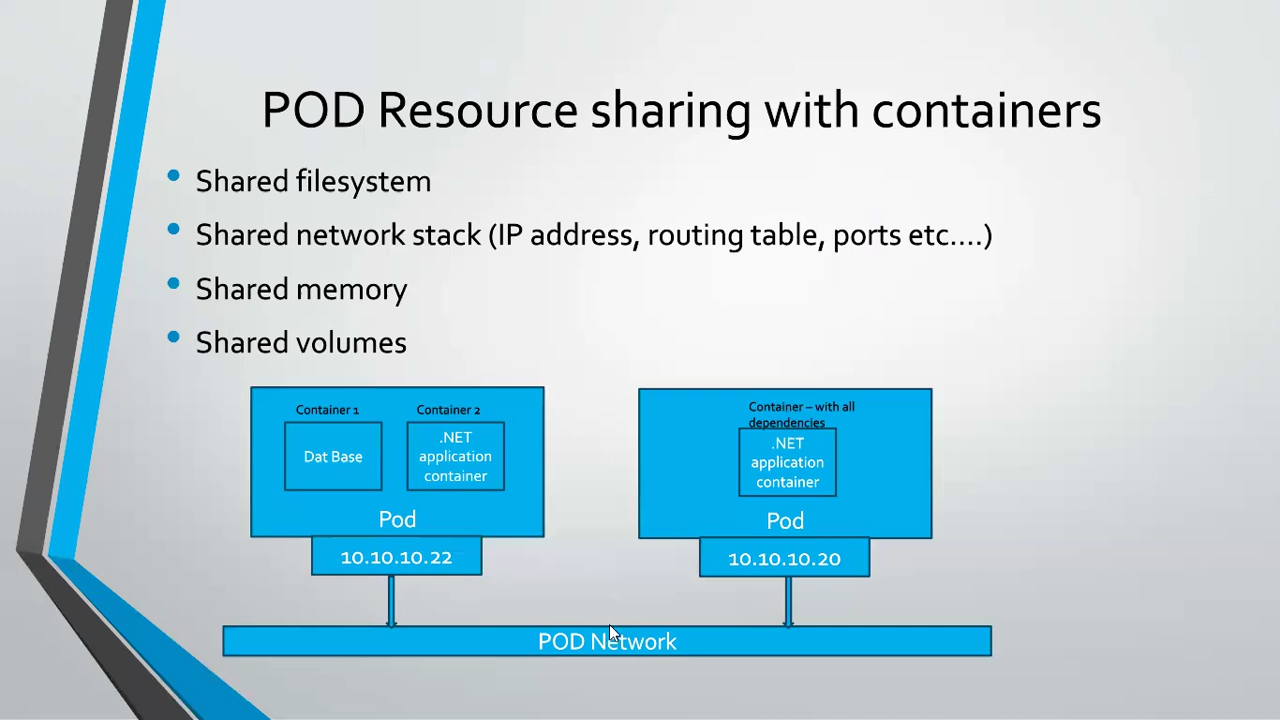 POD Resource sharing with containers
Shared filesystem
Shared network stack (IP address, routing table, ports etc....)
Shared memory
Shared volumes
Container 1
Container 2
Dat Base
.NET
application
container
Pod
10.10.10.22
Container – with all
dependencies
.NET
application
container
Pod
10.10.10.20
POD Network